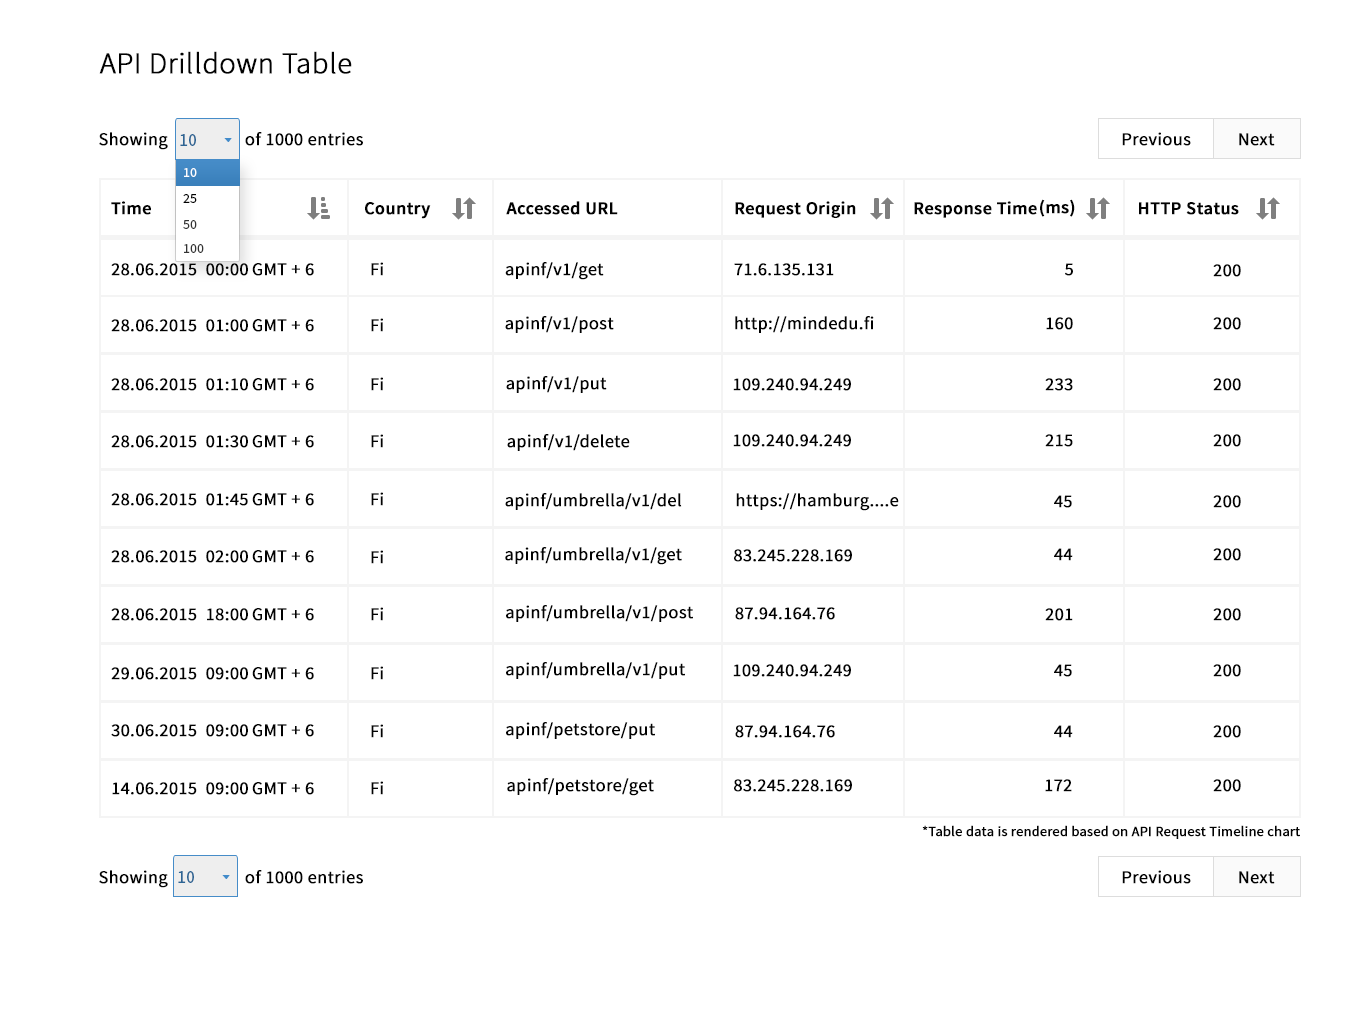 API Drilldown Table
Showing 10 of 1000 entries Previous Next
10
25
50
100
Time Country Accessed URL Request Origin Response Time(ms) HTTP Status
28.06.2015 00:00 GMT + 6 Fi apinf/v1/get 71.6.135.131 5 200
28.06.2015 01:00 GMT + 6 Fi apinf/v1/post http://mindedu.fi 160 200
28.06.2015 01:10 GMT + 6 Fi apinf/v1/put 109.240.94.249 233 200
28.06.2015 01:30 GMT + 6 Fi apinf/v1/delete 109.240.94.249 215 200
28.06.2015 01:45 GMT + 6 Fi apinf/umbrella/v1/del https://hamburg....e 45 200
28.06.2015 02:00 GMT + 6 Fi apinf/umbrella/v1/get 83.245.228.169 44 200
28.06.2015 18:00 GMT + 6 Fi apinf/umbrella/v1/post 87.94.164.76 201 200
29.06.2015 09:00 GMT + 6 Fi apinf/umbrella/v1/put 109.240.94.249 45 200
30.06.2015 09:00 GMT + 6 Fi apinf/petstore/put 87.94.164.76 44 200
14.06.2015 09:00 GMT + 6 Fi apinf/petstore/get 83.245.228.169 172 200
*Table data is rendered based on API Request Timeline chart
Showing 10 of 1000 entries Previous Next